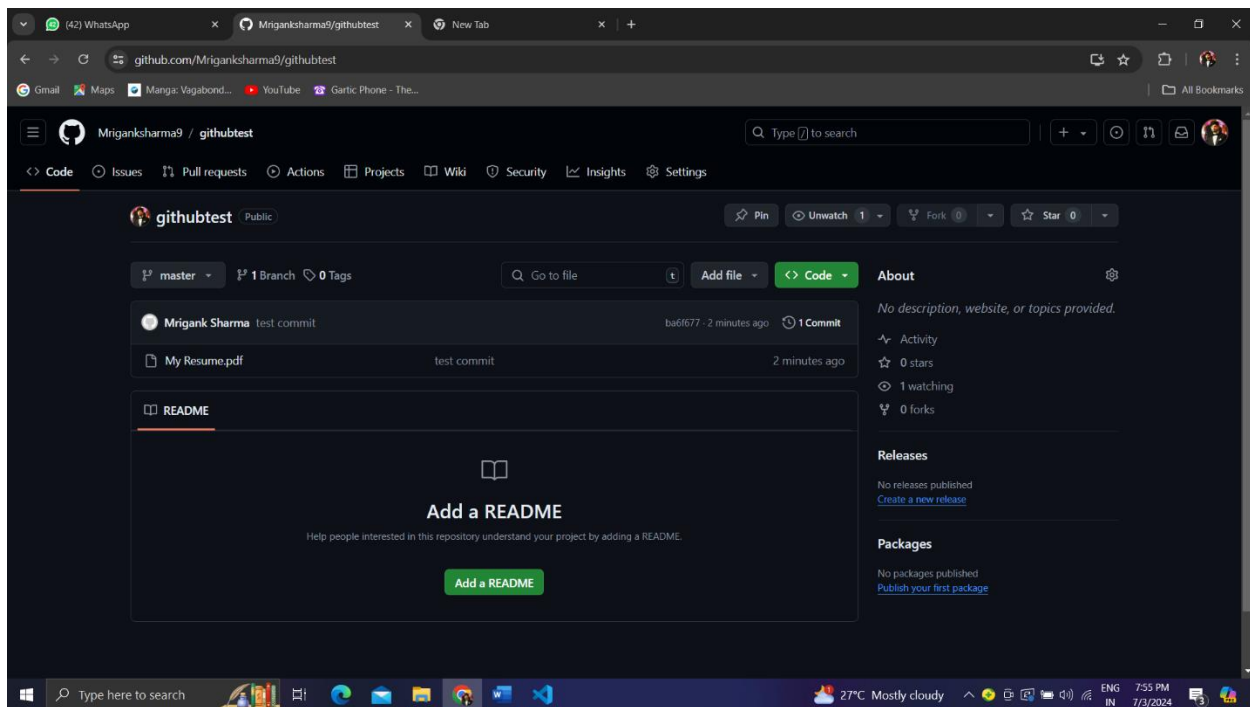 (42) WhatsApp
Mriganksharma9/githubtest
New Tab
github.com/Mriganksharma9/githubtest
Gmail Maps Manga: Vagabond... YouTube Gartic Phone - The... All Bookmarks
Mriganksharma9 / githubtest Type / to search
Code Issues Pull requests Actions Projects Wiki Security Insights Settings
githubtest Public Pin Unwatch 1 Fork 0 Star 0
master 1 Branch 0 Tags Go to file t Add file Code
Mrigank Sharma test commit ba6f677 · 2 minutes ago 1 Commit
My Resume.pdf test commit 2 minutes ago
README
Add a README
Help people interested in this repository understand your project by adding a README.
Add a README
About
No description, website, or topics provided.
Activity
0 stars
1 watching
0 forks
Releases
No releases published
Create a new release
Packages
No packages published
Publish your first package
Type here to search 27°C Mostly cloudy ENG 7:55 PM
IN 7/3/2024 3